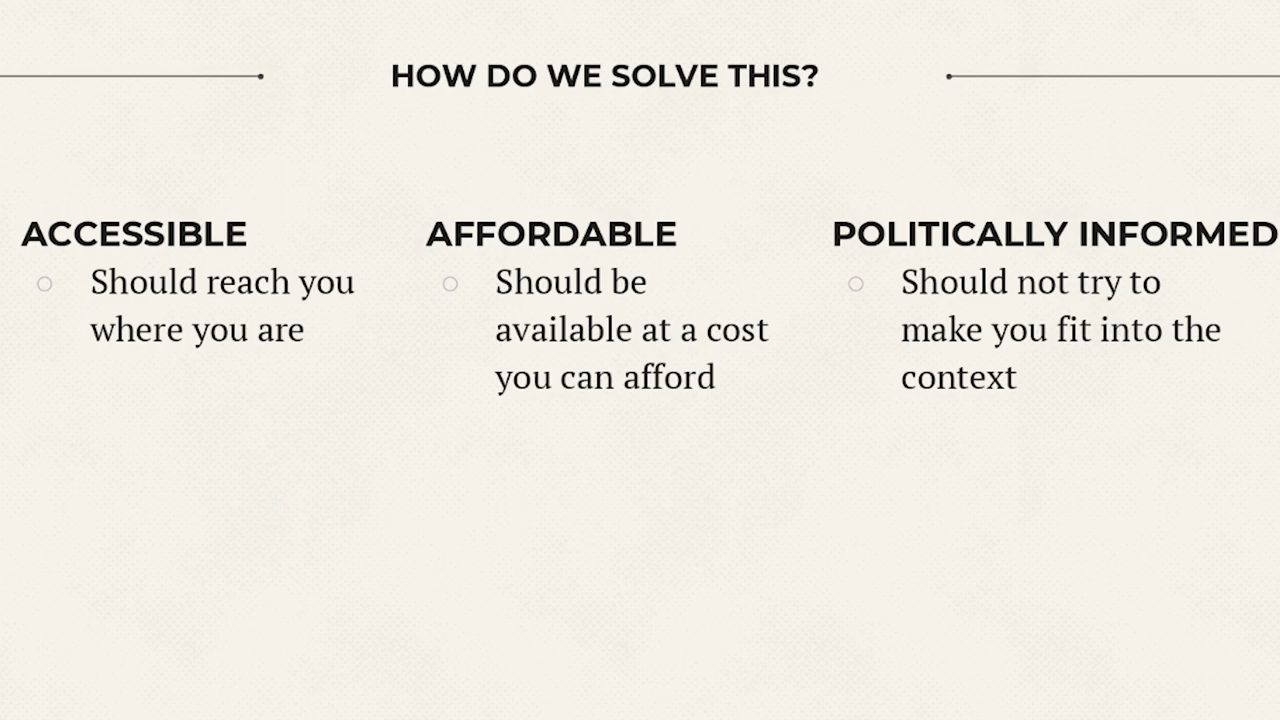 HOW DO WE SOLVE THIS?
ACCESSIBLE
Should reach you
where you are
AFFORDABLE
Should be
available at a cost
you can afford
POLITICALLY INFORMED
Should not try to
make you fit into the
context